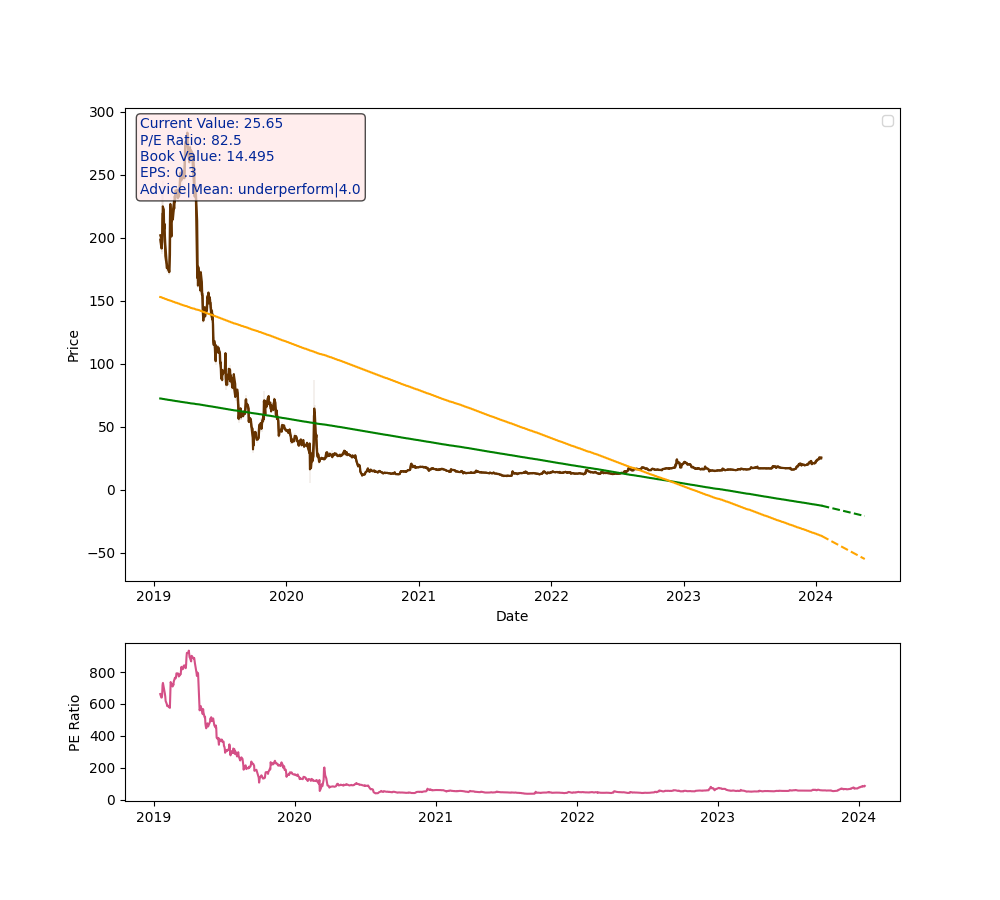 300
250
200
150
100
50
0
−50
Price
Current Value: 25.65
P/E Ratio: 82.5
Book Value: 14.495
EPS: 0.3
Advice|Mean: underperform|4.0
2019 2020 2021 2022 2023 2024
Date
800
600
400
200
0
PE Ratio
2019 2020 2021 2022 2023 2024